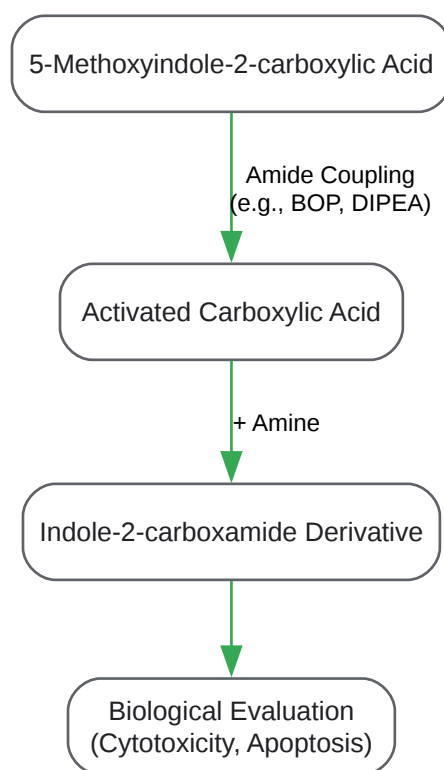 5-Methoxyindole-2-carboxylic Acid
Amide Coupling
(e.g., BOP, DIPEA)
Activated Carboxylic Acid
+ Amine
Indole-2-carboxamide Derivative
Biological Evaluation
(Cytotoxicity, Apoptosis)